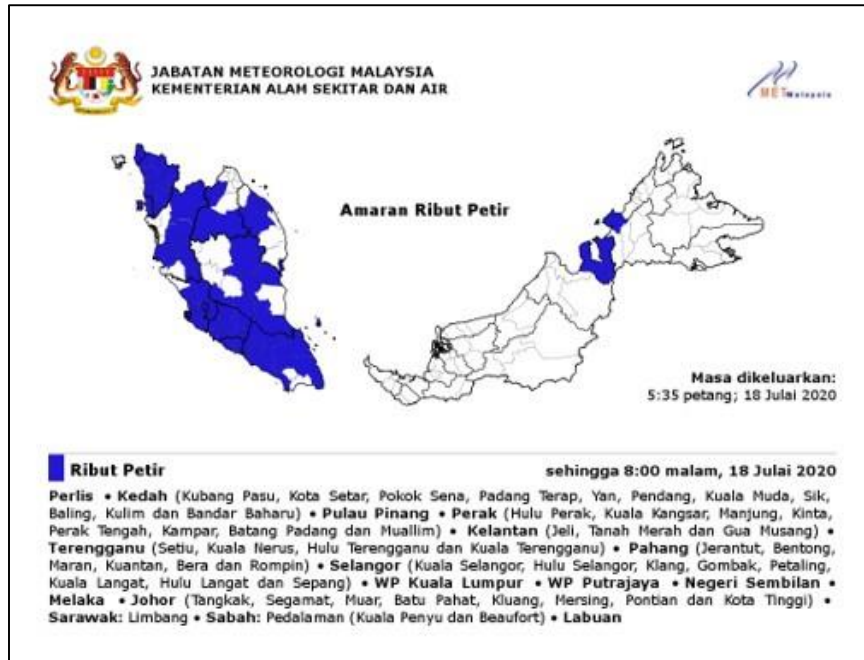 JABATAN METEOROLOGI MALAYSIA
KEMENTERIAN ALAM SEKITAR DAN AIR
MET Malaysia
Amaran Ribut Petir
Masa dikeluarkan:
5:35 petang; 18 Julai 2020
Ribut Petir
sehingga 8:00 malam, 18 Julai 2020
Perlis • Kedah (Kubang Pasu, Kota Setar, Pokok Sena, Padang Terap, Yan, Pendang, Kuala Muda, Sik,
Baling, Kulim dan Bandar Baharu) • Pulau Pinang • Perak (Hulu Perak, Kuala Kangsar, Manjung, Kinta,
Perak Tengah, Kampar, Batang Padang dan Muallim) • Kelantan (Jeli, Tanah Merah dan Gua Musang) •
Terengganu (Setiu, Kuala Nerus, Hulu Terengganu dan Kuala Terengganu) • Pahang (Jerantut, Bentong,
Maran, Kuantan, Bera dan Rompin) • Selangor (Kuala Selangor, Hulu Selangor, Klang, Gombak, Petaling,
Kuala Langat, Hulu Langat dan Sepang) • WP Kuala Lumpur • WP Putrajaya • Negeri Sembilan •
Melaka • Johor (Tangkak, Segamat, Muar, Batu Pahat, Kluang, Mersing, Pontian dan Kota Tinggi) •
Sarawak: Limbang • Sabah: Pedalaman (Kuala Penyu dan Beaufort) • Labuan